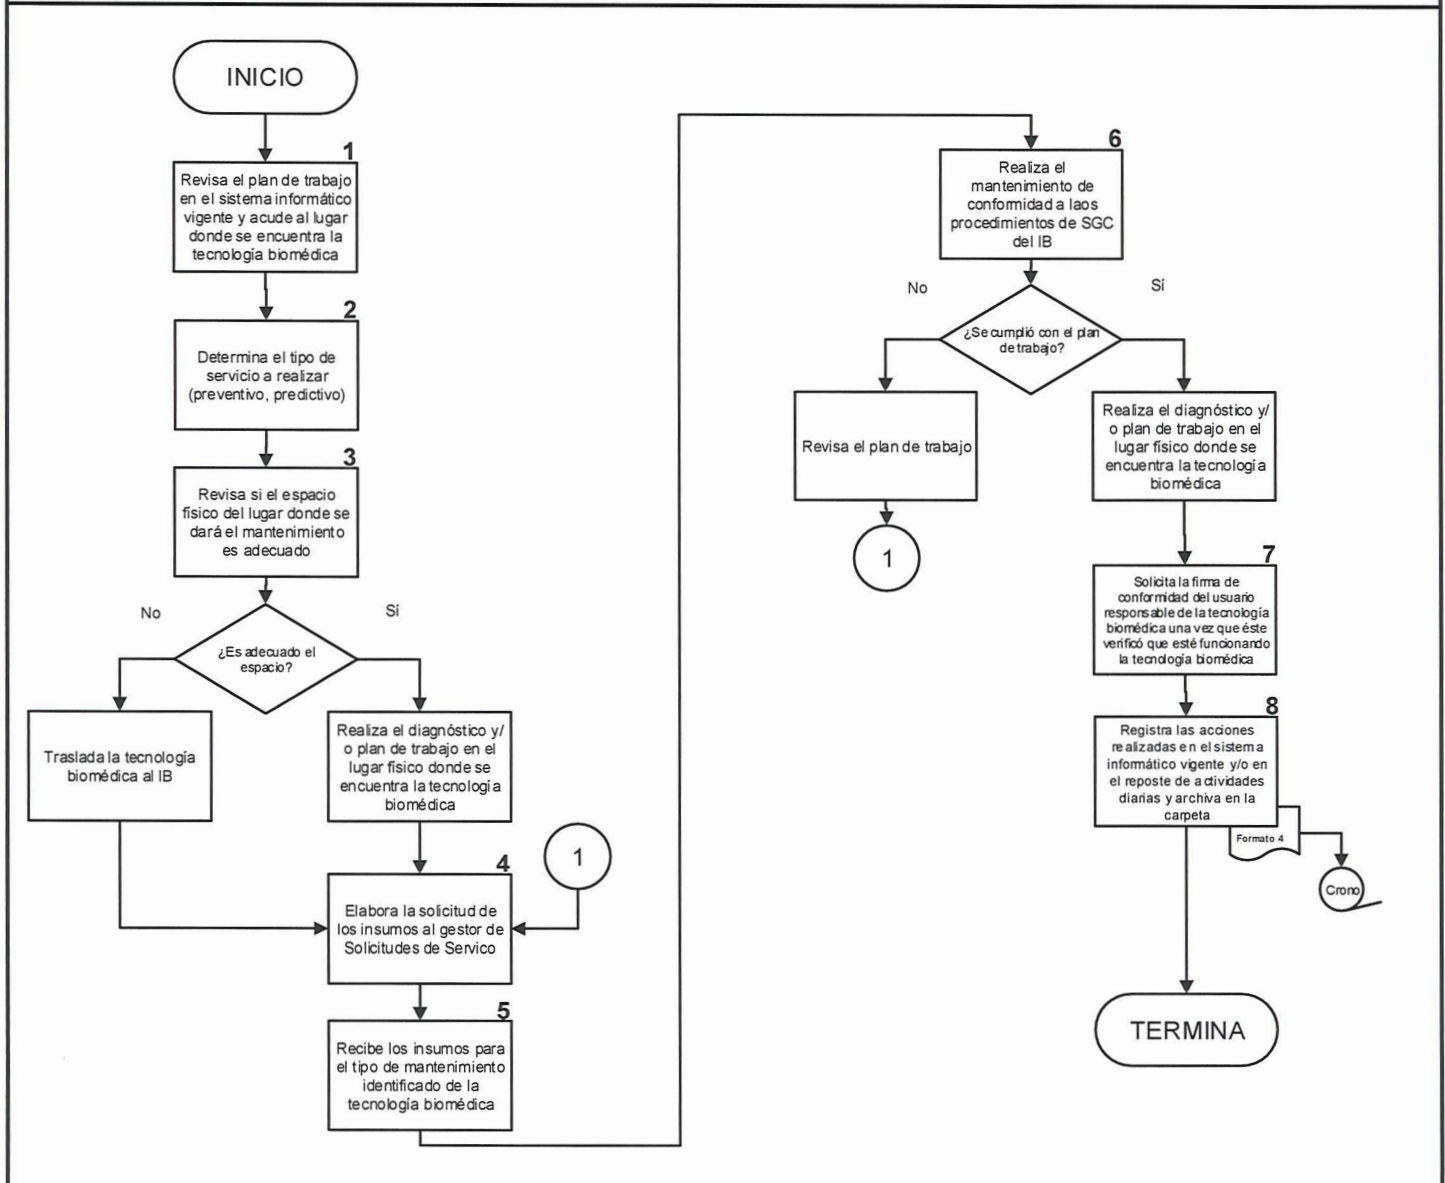 INICIO
1
Revisa el plan de trabajo
en el sistema informático
vigente y acude al lugar
donde se encuentra la
tecnología biomédica
2
Determina el tipo de
servicio a realizar
(preventivo, predictivo)
3
Revisa si el espacio
físico del lugar donde se
dará el mantenimiento
es adecuado
No
Sí
¿Es adecuado el
espacio?
Traslada la tecnología
biomédica al IB
Realiza el diagnóstico y/
o plan de trabajo en el
lugar físico donde se
encuentra la tecnología
biomédica
1
4
Elabora la solicitud de
los insumos al gestor de
Solicitudes de Servico
5
Recibe los insumos para
el tipo de mantenimiento
identificado de la
tecnología biomédica
6
Realiza el
mantenimiento de
conformidad a laos
procedimientos de SGC
del IB
No
Sí
¿Se cumplió con el plan
de trabajo?
Revisa el plan de trabajo
1
Realiza el diagnóstico y/
o plan de trabajo en el
lugar físico donde se
encuentra la tecnología
biomédica
7
Solicita la firma de
conformidad del usuario
responsable de la tecnología
biomédica una vez que éste
verificó que esté funcionando
la tecnología biomédica
8
Registra las acciones
realizadas en el sistema
informático vigente y/o en
el reposte de actividades
diarias y archiva en la
carpeta
Formato 4
Crono
TERMINA